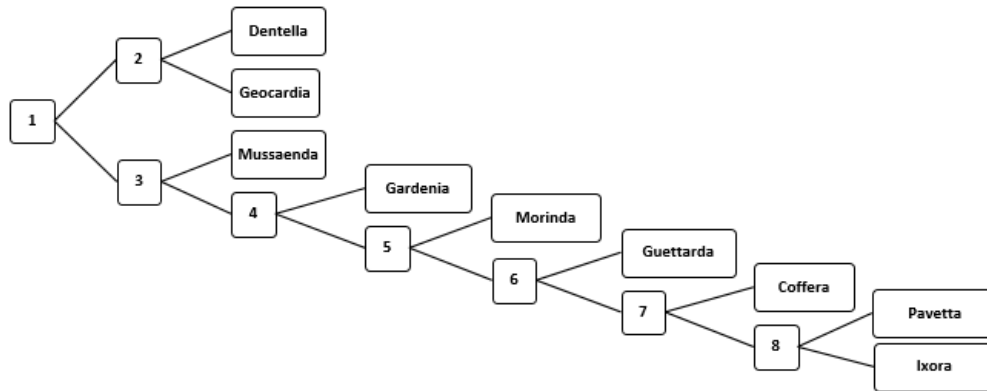 Dentella
2
Geocardia
1
Mussaenda
3
Gardenia
4
Morinda
5
Guettarda
6
Coffera
7
Pavetta
8
Ixora